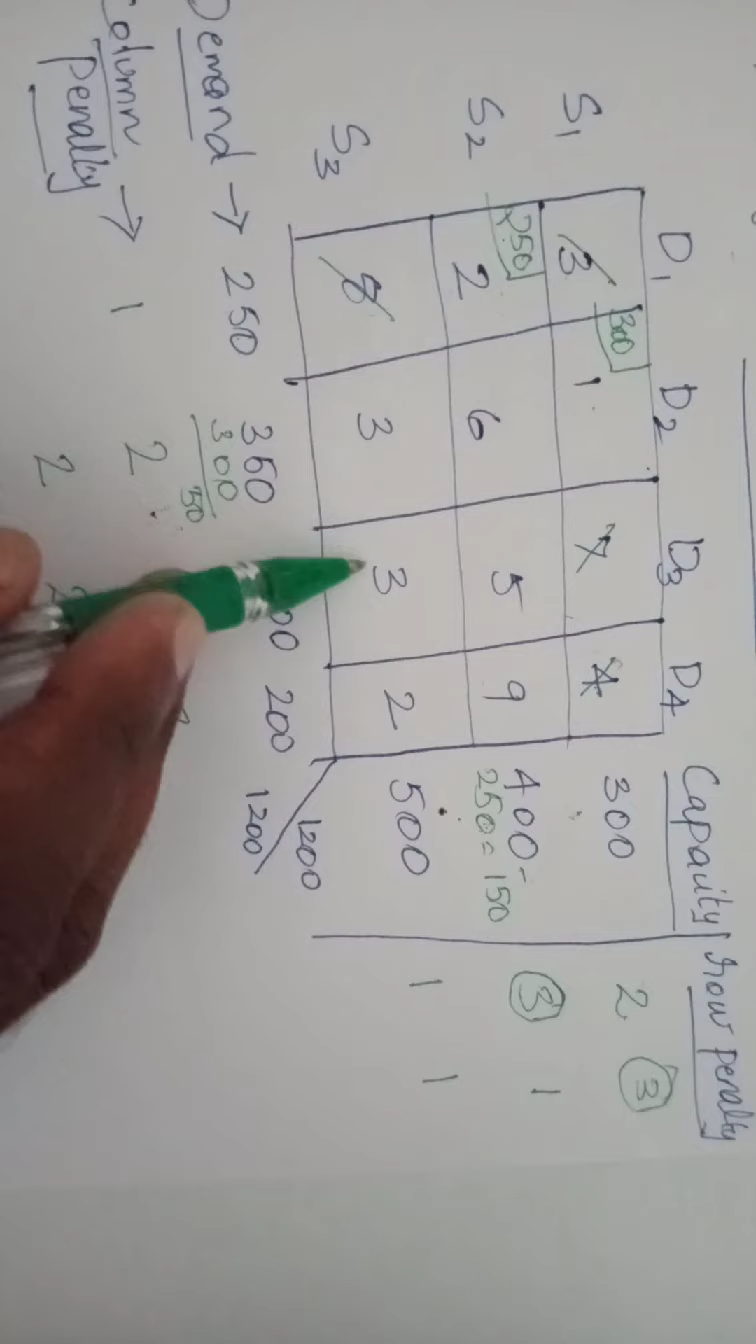 D1 D2 D3 D4 Capacity row penalty
S1 3 300 1 7 4 300 2 3
S2 250 2 6 5 9 400 - 3 1
250 = 150
S3 3 3 2 500 1 1
1200
Demand → 250 350 00 200 1200
300
50
Column → 1 2
Penalty 2